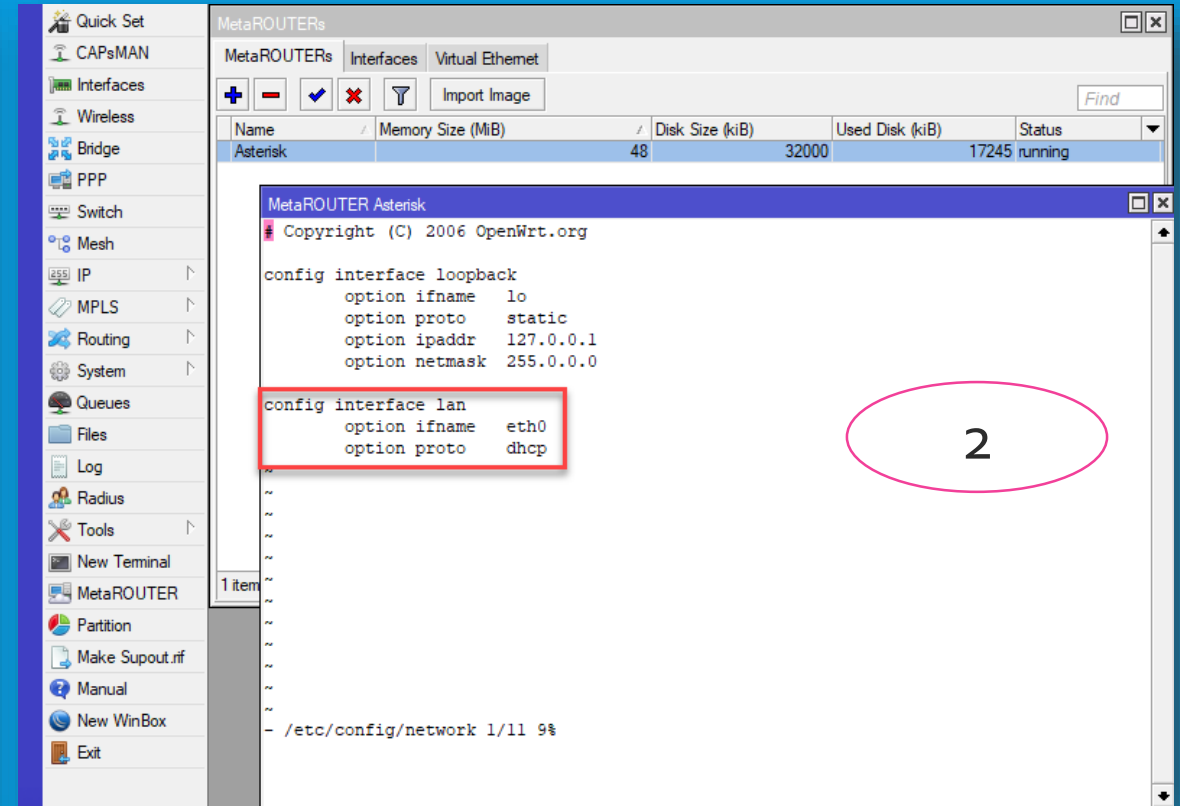 Quick Set
CAPsMAN
Interfaces
Wireless
Bridge
PPP
Switch
Mesh
255 IP
MPLS
Routing
System
Queues
Files
Log
Radius
Tools
New Terminal
MetaROUTER
Partition
Make Supout.rif
Manual
New WinBox
Exit
MetaROUTERs
MetaROUTERs Interfaces Virtual Ethernet
Import Image Find
Name Memory Size (MiB) Disk Size (kiB) Used Disk (kiB) Status
Asterisk 48 32000 17245 running
1 item
MetaROUTER Asterisk
# Copyright (C) 2006 OpenWrt.org
config interface loopback
option ifname lo
option proto static
option ipaddr 127.0.0.1
option netmask 255.0.0.0
config interface lan
option ifname eth0
option proto dhcp
~
~
~
~
~
~
~
~
~
~
~
~
- /etc/config/network 1/11 9%
2